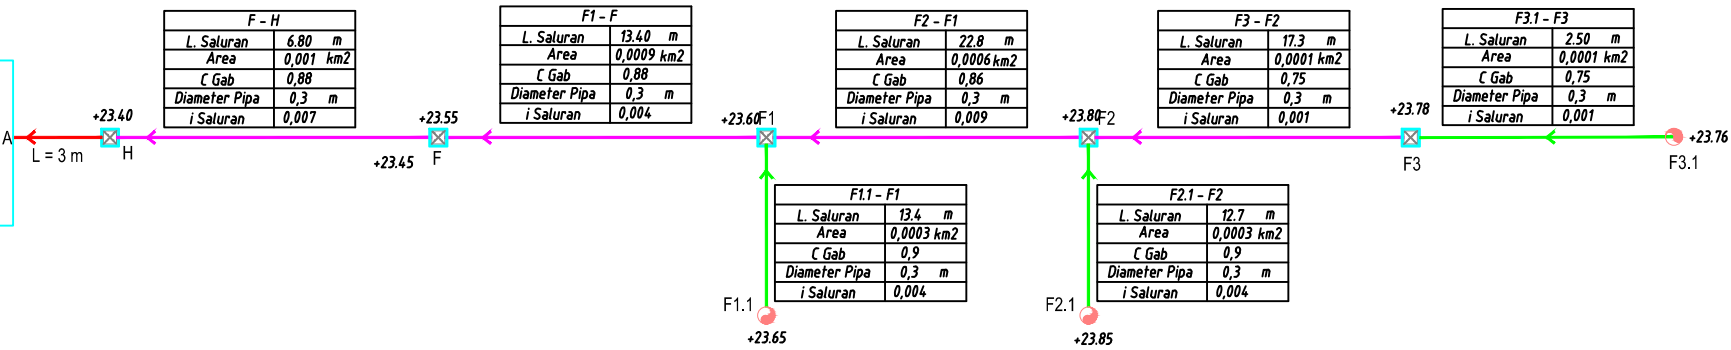 F - H
L. Saluran 6.80 m
Area 0,001 km2
C Gab 0,88
Diameter Pipa 0,3 m
i Saluran 0,007
F1 - F
L. Saluran 13.40 m
Area 0,0009 km2
C Gab 0,88
Diameter Pipa 0,3 m
i Saluran 0,004
F2 - F1
L. Saluran 22.8 m
Area 0,0006 km2
C Gab 0,86
Diameter Pipa 0,3 m
i Saluran 0,009
F3 - F2
L. Saluran 17.3 m
Area 0,0001 km2
C Gab 0,75
Diameter Pipa 0,3 m
i Saluran 0,001
F3.1 - F3
L. Saluran 2.50 m
Area 0,0001 km2
C Gab 0,75
Diameter Pipa 0,3 m
i Saluran 0,001
A
L = 3 m
+23.40
H
+23.55
+23.45
F
+23.60
F1
+23.80
F2
+23.78
F3
+23.76
F3.1
F1.1 - F1
L. Saluran 13.4 m
Area 0,0003 km2
C Gab 0,9
Diameter Pipa 0,3 m
i Saluran 0,004
F1.1
+23.65
F2.1 - F2
L. Saluran 12.7 m
Area 0,0003 km2
C Gab 0,9
Diameter Pipa 0,3 m
i Saluran 0,004
F2.1
+23.85